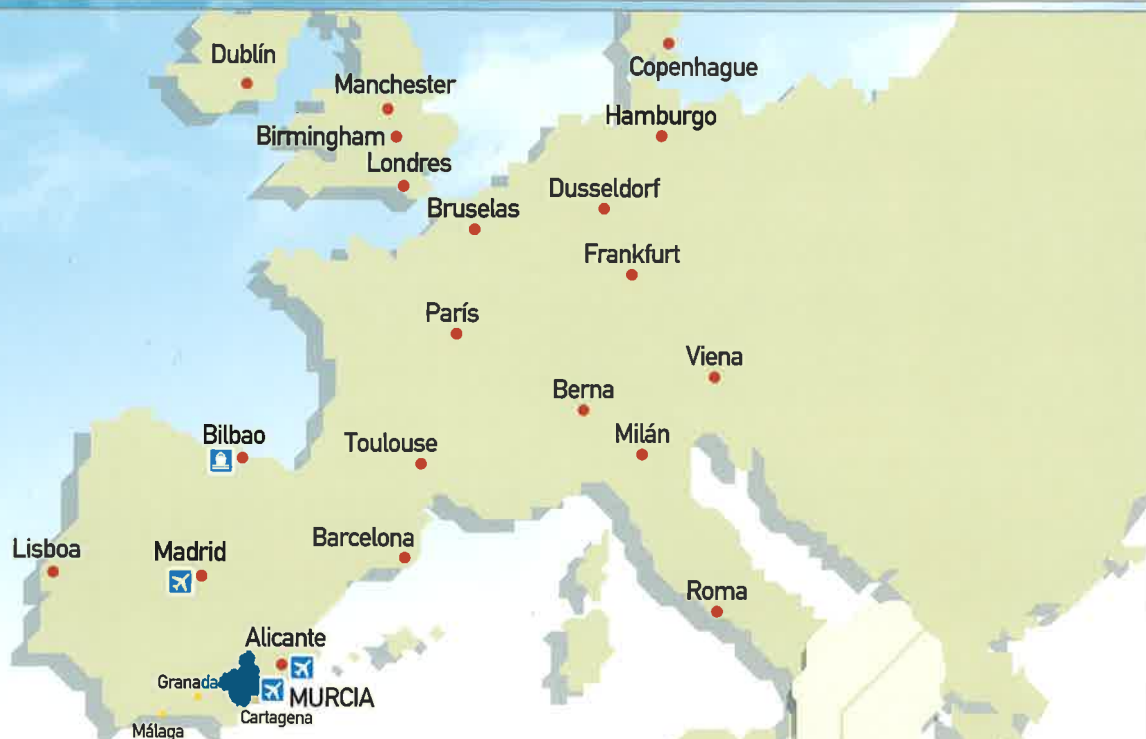 Dublín
Copenhague
Manchester
Hamburgo
Birmingham
Londres
Dusseldorf
Bruselas
Frankfurt
París
Viena
Berna
Bilbao
Toulouse
Milán
Barcelona
Lisboa
Madrid
Roma
Alicante
Granada
MURCIA
Cartagena
Málaga